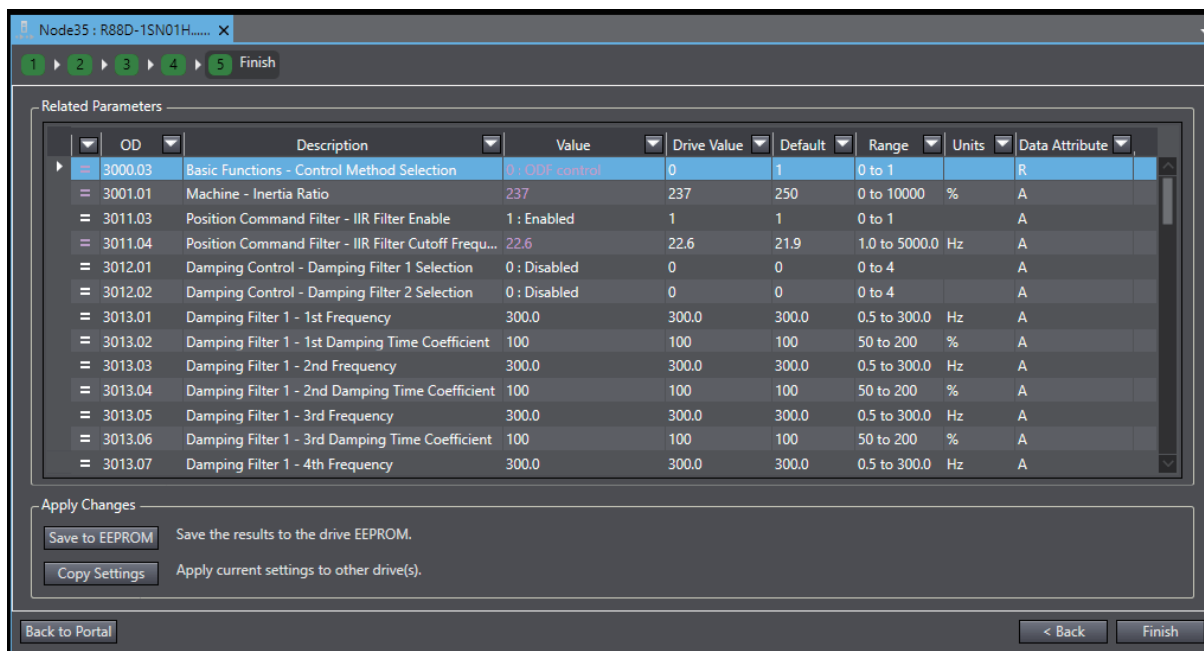 Node35 : R88D-1SN01H...... X
1 2 3 4 5 Finish
Related Parameters
OD Description Value Drive Value Default Range Units Data Attribute
= 3000.03 Basic Functions - Control Method Selection 0 : ODF control 0 1 0 to 1 R
= 3001.01 Machine - Inertia Ratio 237 237 250 0 to 10000 % A
= 3011.03 Position Command Filter - IIR Filter Enable 1 : Enabled 1 1 0 to 1 A
= 3011.04 Position Command Filter - IIR Filter Cutoff Frequ... 22.6 22.6 21.9 1.0 to 5000.0 Hz A
= 3012.01 Damping Control - Damping Filter 1 Selection 0 : Disabled 0 0 0 to 4 A
= 3012.02 Damping Control - Damping Filter 2 Selection 0 : Disabled 0 0 0 to 4 A
= 3013.01 Damping Filter 1 - 1st Frequency 300.0 300.0 300.0 0.5 to 300.0 Hz A
= 3013.02 Damping Filter 1 - 1st Damping Time Coefficient 100 100 100 50 to 200 % A
= 3013.03 Damping Filter 1 - 2nd Frequency 300.0 300.0 300.0 0.5 to 300.0 Hz A
= 3013.04 Damping Filter 1 - 2nd Damping Time Coefficient 100 100 100 50 to 200 % A
= 3013.05 Damping Filter 1 - 3rd Frequency 300.0 300.0 300.0 0.5 to 300.0 Hz A
= 3013.06 Damping Filter 1 - 3rd Damping Time Coefficient 100 100 100 50 to 200 % A
= 3013.07 Damping Filter 1 - 4th Frequency 300.0 300.0 300.0 0.5 to 300.0 Hz A
Apply Changes
Save to EEPROM Save the results to the drive EEPROM.
Copy Settings Apply current settings to other drive(s).
Back to Portal < Back Finish